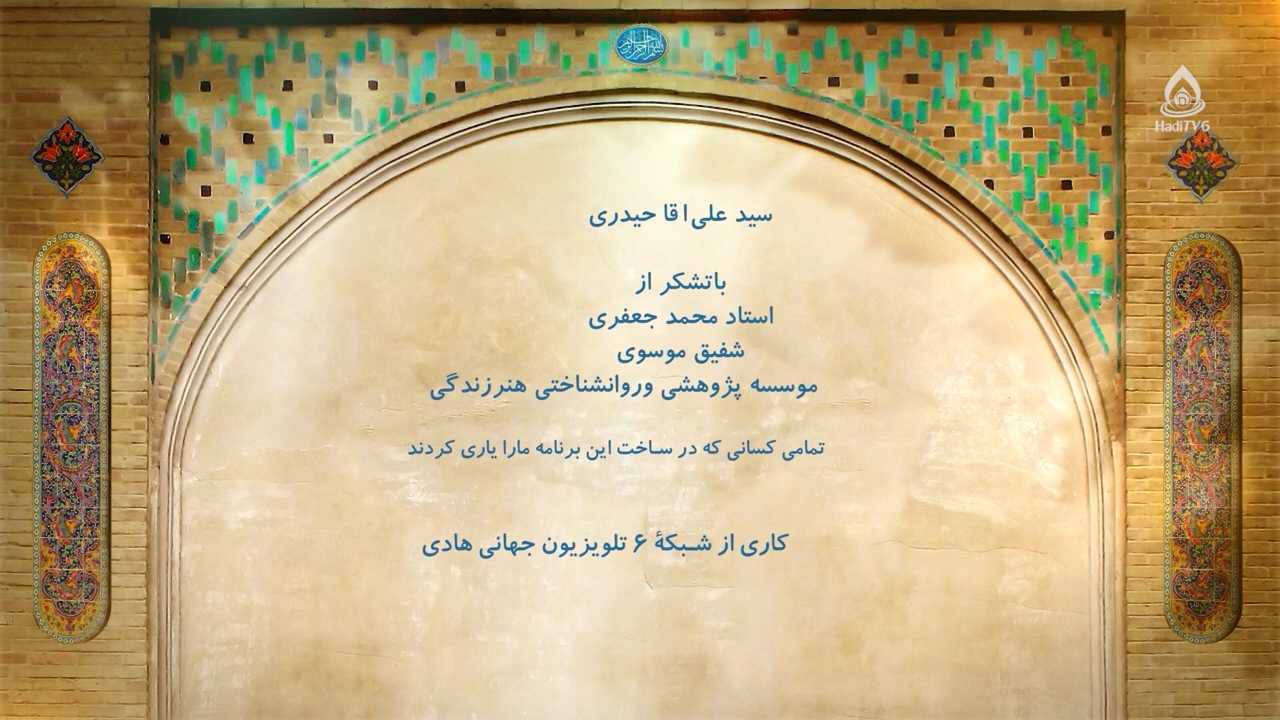 HadiTV6
سید علی اقا حیدری
باتشکر از
استاد محمد جعفری
شفیق موسوی
موسسه پژوهشی وروانشناختی هنرزندگی
تمامی کسانی که در ساخت این برنامه مارا یاری کردند
کاری از شبکهٔ ۶ تلویزیون جهانی هادی